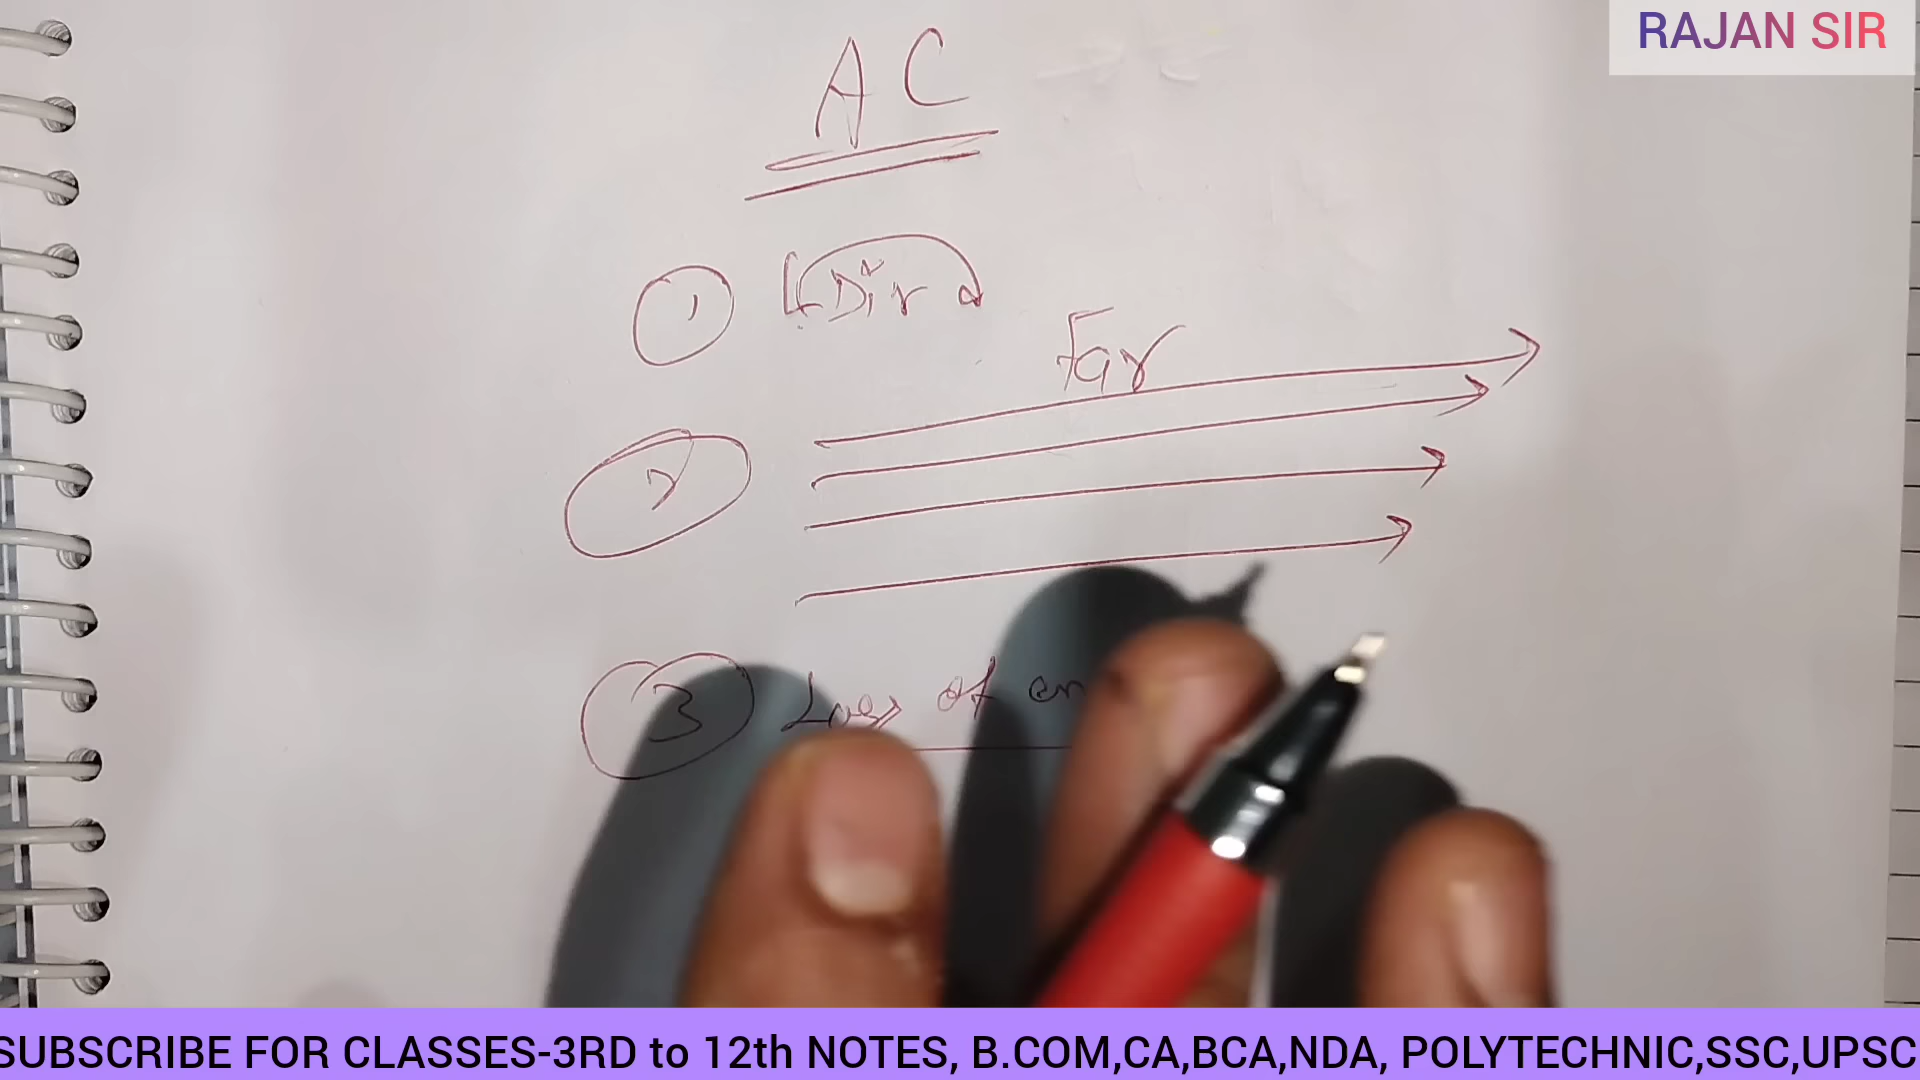 RAJAN SIR
AC
1 Dir
Far
2
3 Loss of en
SUBSCRIBE FOR CLASSES-3RD to 12th NOTES, B.COM,CA,BCA,NDA, POLYTECHNIC,SSC,UPSC